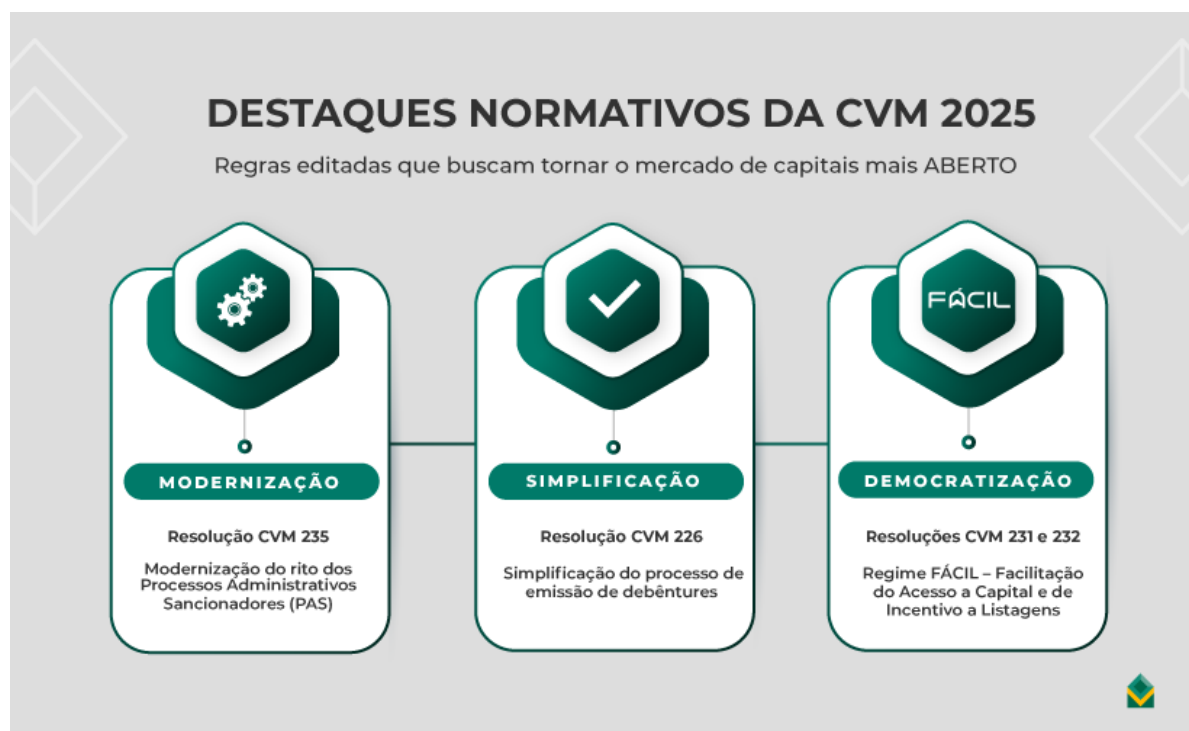 DESTAQUES NORMATIVOS DA CVM 2025
Regras editadas que buscam tornar o mercado de capitais mais ABERTO
MODERNIZAÇÃO
Resolução CVM 235
Modernização do rito dos
Processos Administrativos
Sancionadores (PAS)
SIMPLIFICAÇÃO
Resolução CVM 226
Simplificação do processo de
emissão de debêntures
FÁCIL
DEMOCRATIZAÇÃO
Resoluções CVM 231 e 232
Regime FÁCIL – Facilitação
do Acesso a Capital e de
Incentivo a Listagens